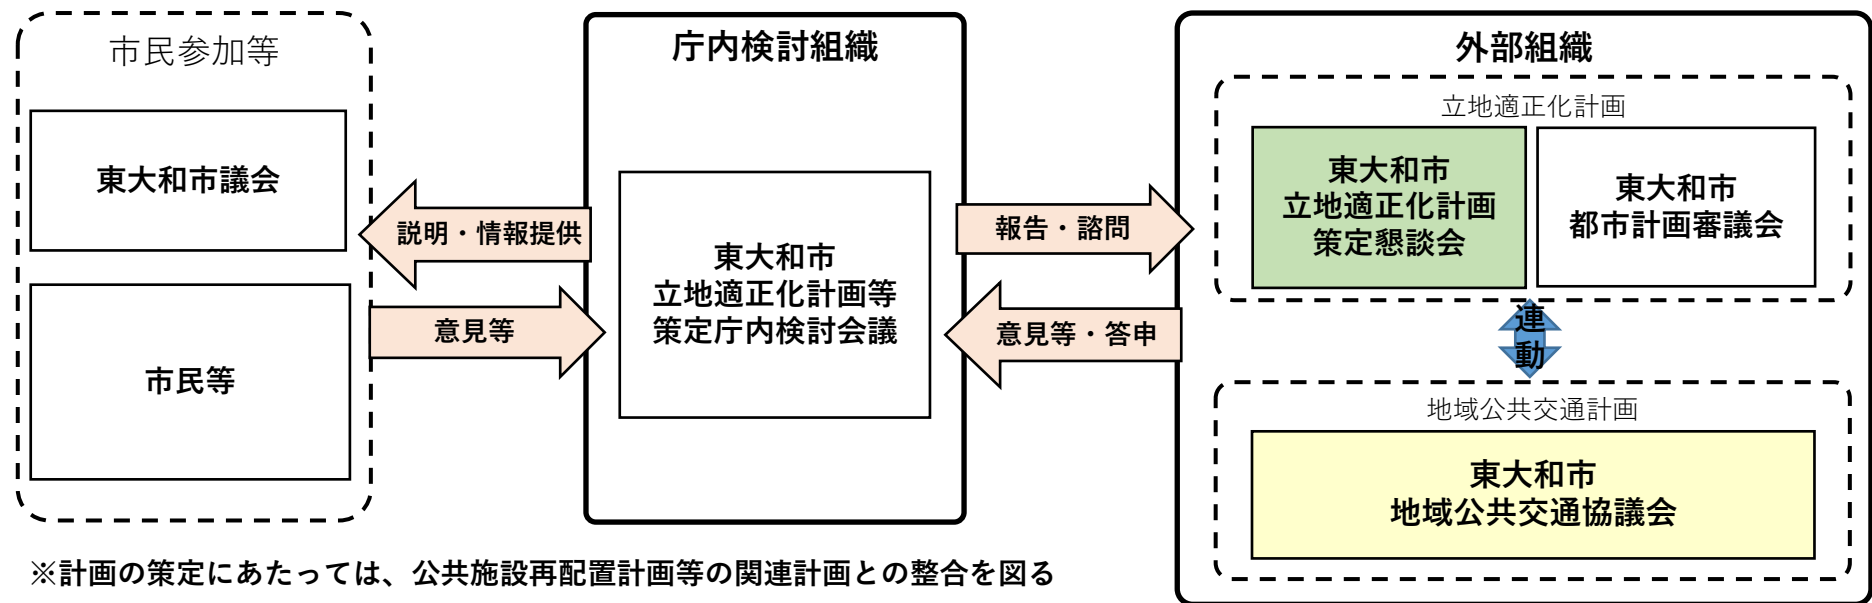 市民参加等
東大和市議会
市民等
説明・情報提供
意見等
庁内検討組織
東大和市
立地適正化計画等
策定庁内検討会議
報告・諮問
意見等・答申
外部組織
立地適正化計画
東大和市
立地適正化計画
策定懇談会
東大和市
都市計画審議会
連
動
地域公共交通計画
東大和市
地域公共交通協議会
※計画の策定にあたっては、公共施設再配置計画等の関連計画との整合を図る